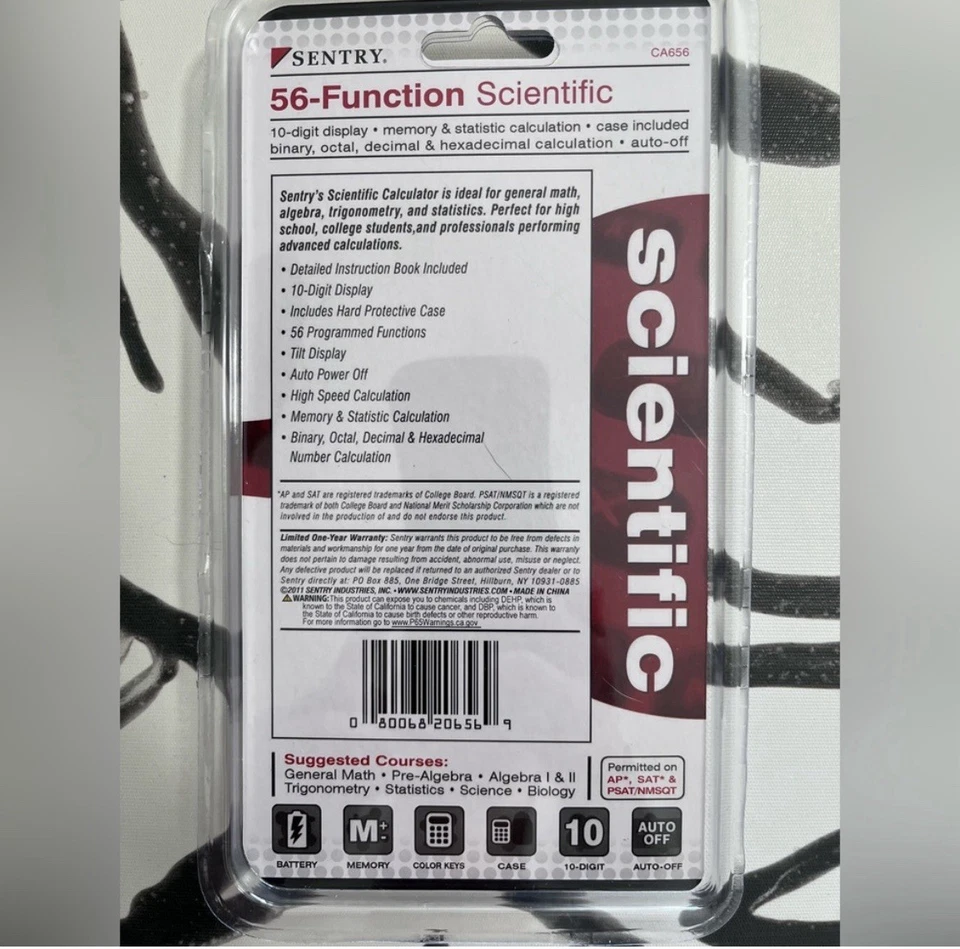 SENTRY®
CA656
56-Function Scientific
10-digit display • memory & statistic calculation • case included
binary, octal, decimal & hexadecimal calculation • auto-off
Sentry's Scientific Calculator is ideal for general math,
algebra, trigonometry, and statistics. Perfect for high
school, college students,and professionals performing
advanced calculations.
• Detailed Instruction Book Included
• 10-Digit Display
• Includes Hard Protective Case
• 56 Programmed Functions
• Tilt Display
• Auto Power Off
• High Speed Calculation
• Memory & Statistic Calculation
• Binary, Octal, Decimal & Hexadecimal
Number Calculation
scientific
*AP and SAT are registered trademarks of College Board. PSAT/NMSQT is a registered
trademark of both College Board and National Merit Scholarship Corporation which are not
involved in the production of and do not endorse this product.
Limited One-Year Warranty: Sentry warrants this product to be free from defects in
materials and workmanship for one year from the date of original purchase. This warranty
does not pertain to damage resulting from accident, abnormal use, misuse or neglect.
Any defective product will be replaced if returned to an authorized Sentry dealer or to
Sentry directly at: PO Box 885, One Bridge Street, Hillburn, NY 10931-0885
©2011 SENTRY INDUSTRIES, INC. • WWW.SENTRYINDUSTRIES.COM • MADE IN CHINA
⚠WARNING:This product can expose you to chemicals including DEHP, which is
known to the State of California to cause cancer, and DBP, which is known to
the State of California to cause birth defects or other reproductive harm.
For more information go to www.P65Warnings.ca.gov
0 80068 20656 9
Suggested Courses:
General Math • Pre-Algebra • Algebra I & II
Trigonometry • Statistics • Science • Biology
Permitted on
AP*, SAT* &
PSAT/NMSQT
M+-
10
AUTO
OFF
BATTERY
MEMORY
COLOR KEYS
CASE
10-DIGIT
AUTO-OFF